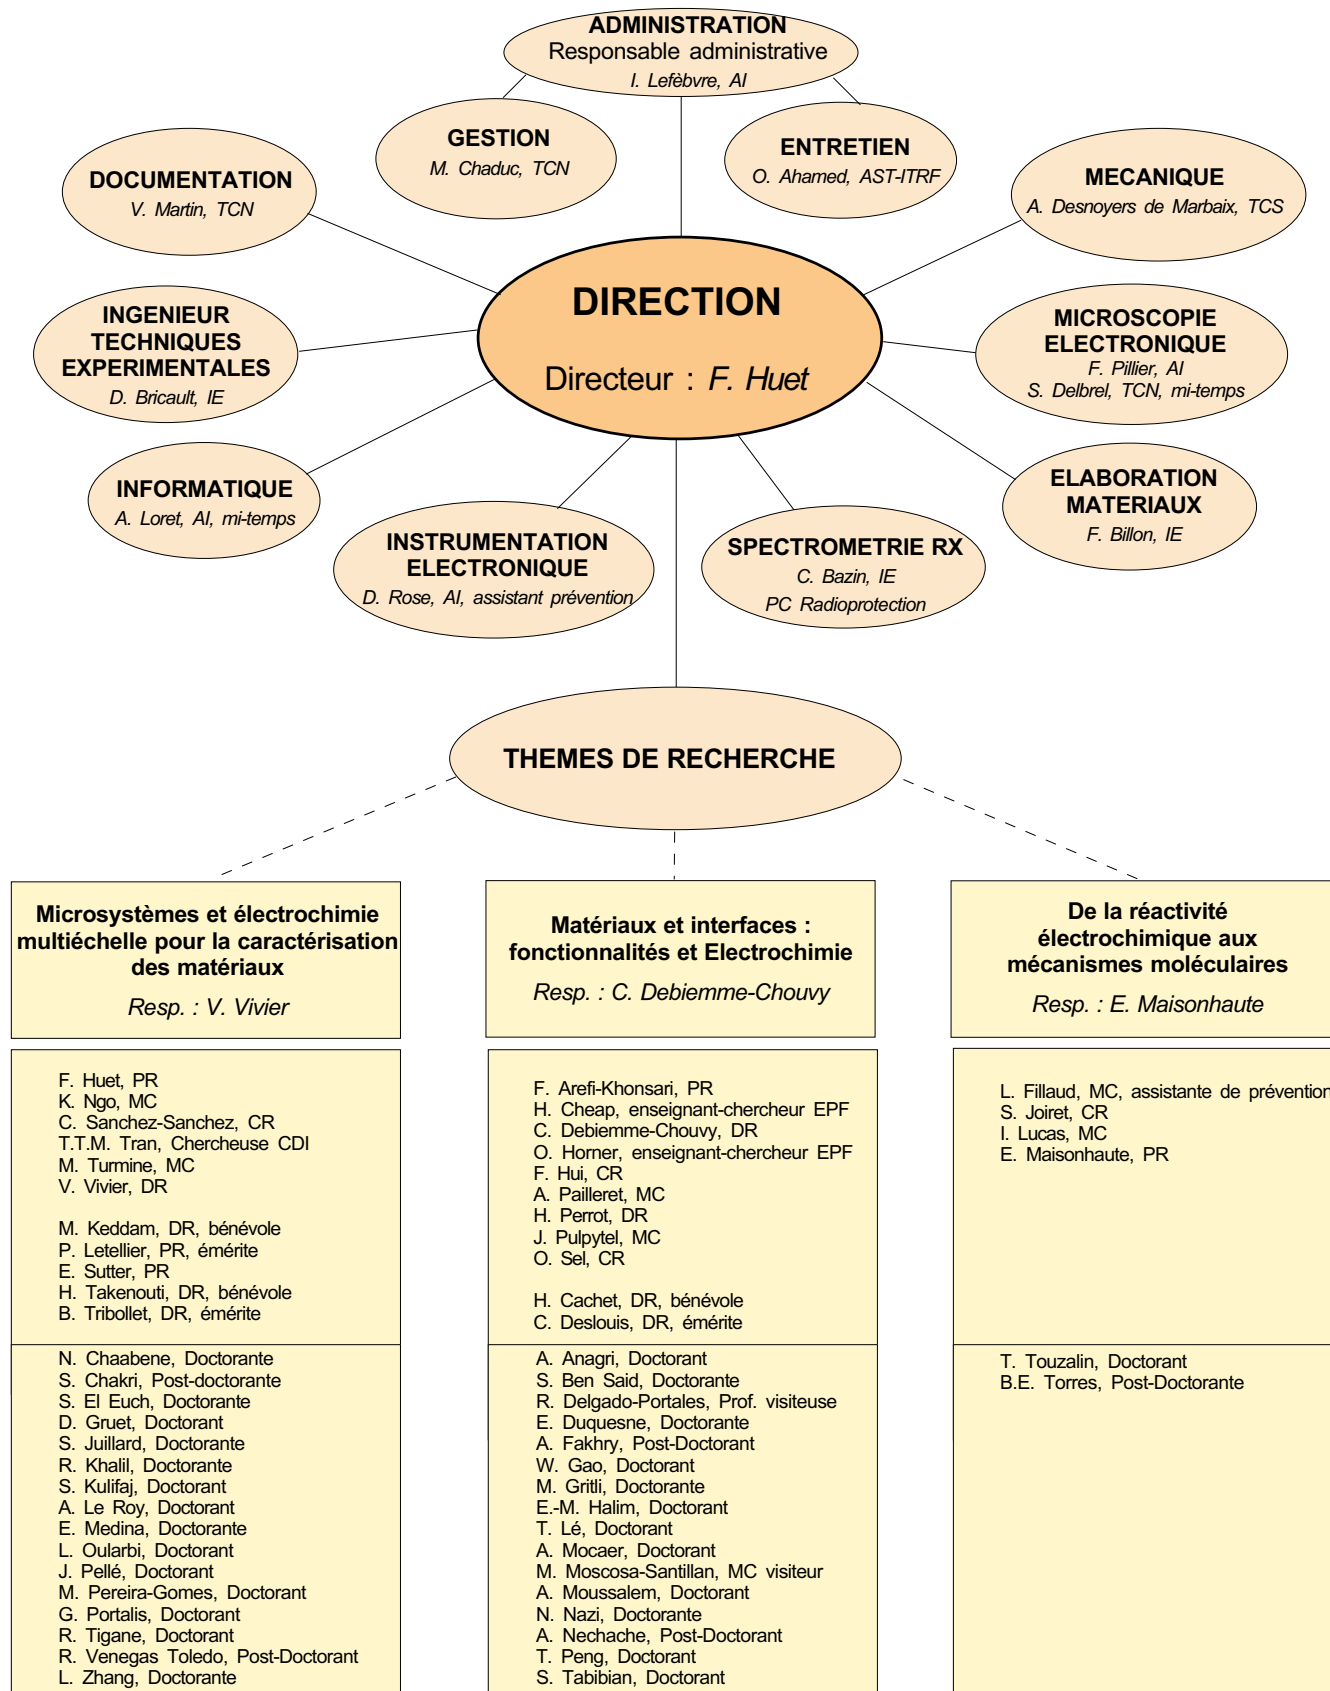 ADMINISTRATION
Responsable administrative
I. Lefèbvre, AI
GESTION
M. Chaduc, TCN
ENTRETIEN
O. Ahamed, AST-ITRF
DOCUMENTATION
V. Martin, TCN
MECANIQUE
A. Desnoyers de Marbaix, TCS
DIRECTION
Directeur : F. Huet
INGENIEUR
TECHNIQUES
EXPERIMENTALES
D. Bricault, IE
MICROSCOPIE
ELECTRONIQUE
F. Pillier, AI
S. Delbrel, TCN, mi-temps
INFORMATIQUE
A. Loret, AI, mi-temps
ELABORATION
MATERIAUX
F. Billon, IE
INSTRUMENTATION
ELECTRONIQUE
D. Rose, AI, assistant prévention
SPECTROMETRIE RX
C. Bazin, IE
PC Radioprotection
THEMES DE RECHERCHE
Microsystèmes et électrochimie
multiéchelle pour la caractérisation
des matériaux
Resp. : V. Vivier
F. Huet, PR
K. Ngo, MC
C. Sanchez-Sanchez, CR
T.T.M. Tran, Chercheuse CDI
M. Turmine, MC
V. Vivier, DR
M. Keddam, DR, bénévole
P. Letellier, PR, émérite
E. Sutter, PR
H. Takenouti, DR, bénévole
B. Tribollet, DR, émérite
N. Chaabene, Doctorante
S. Chakri, Post-doctorante
S. El Euch, Doctorante
D. Gruet, Doctorant
S. Juillard, Doctorante
R. Khalil, Doctorante
S. Kulifaj, Doctorant
A. Le Roy, Doctorant
E. Medina, Doctorante
L. Oularbi, Doctorant
J. Pellé, Doctorant
M. Pereira-Gomes, Doctorant
G. Portalis, Doctorant
R. Tigane, Doctorant
R. Venegas Toledo, Post-Doctorant
L. Zhang, Doctorante
Matériaux et interfaces :
fonctionnalités et Electrochimie
Resp. : C. Debiemme-Chouvy
F. Arefi-Khonsari, PR
H. Cheap, enseignant-chercheur EPF
C. Debiemme-Chouvy, DR
O. Horner, enseignant-chercheur EPF
F. Hui, CR
A. Pailleret, MC
H. Perrot, DR
J. Pulpytel, MC
O. Sel, CR
H. Cachet, DR, bénévole
C. Deslouis, DR, émérite
A. Anagri, Doctorant
S. Ben Said, Doctorante
R. Delgado-Portales, Prof. visiteuse
E. Duquesne, Doctorante
A. Fakhry, Post-Doctorant
W. Gao, Doctorant
M. Gritli, Doctorante
E.-M. Halim, Doctorant
T. Lé, Doctorant
A. Mocaer, Doctorant
M. Moscosa-Santillan, MC visiteur
A. Moussalem, Doctorant
N. Nazi, Doctorante
A. Nechache, Post-Doctorant
T. Peng, Doctorant
S. Tabibian, Doctorant
De la réactivité
électrochimique aux
mécanismes moléculaires
Resp. : E. Maisonhaute
L. Fillaud, MC, assistante de prévention
S. Joiret, CR
I. Lucas, MC
E. Maisonhaute, PR
T. Touzalin, Doctorant
B.E. Torres, Post-Doctorante